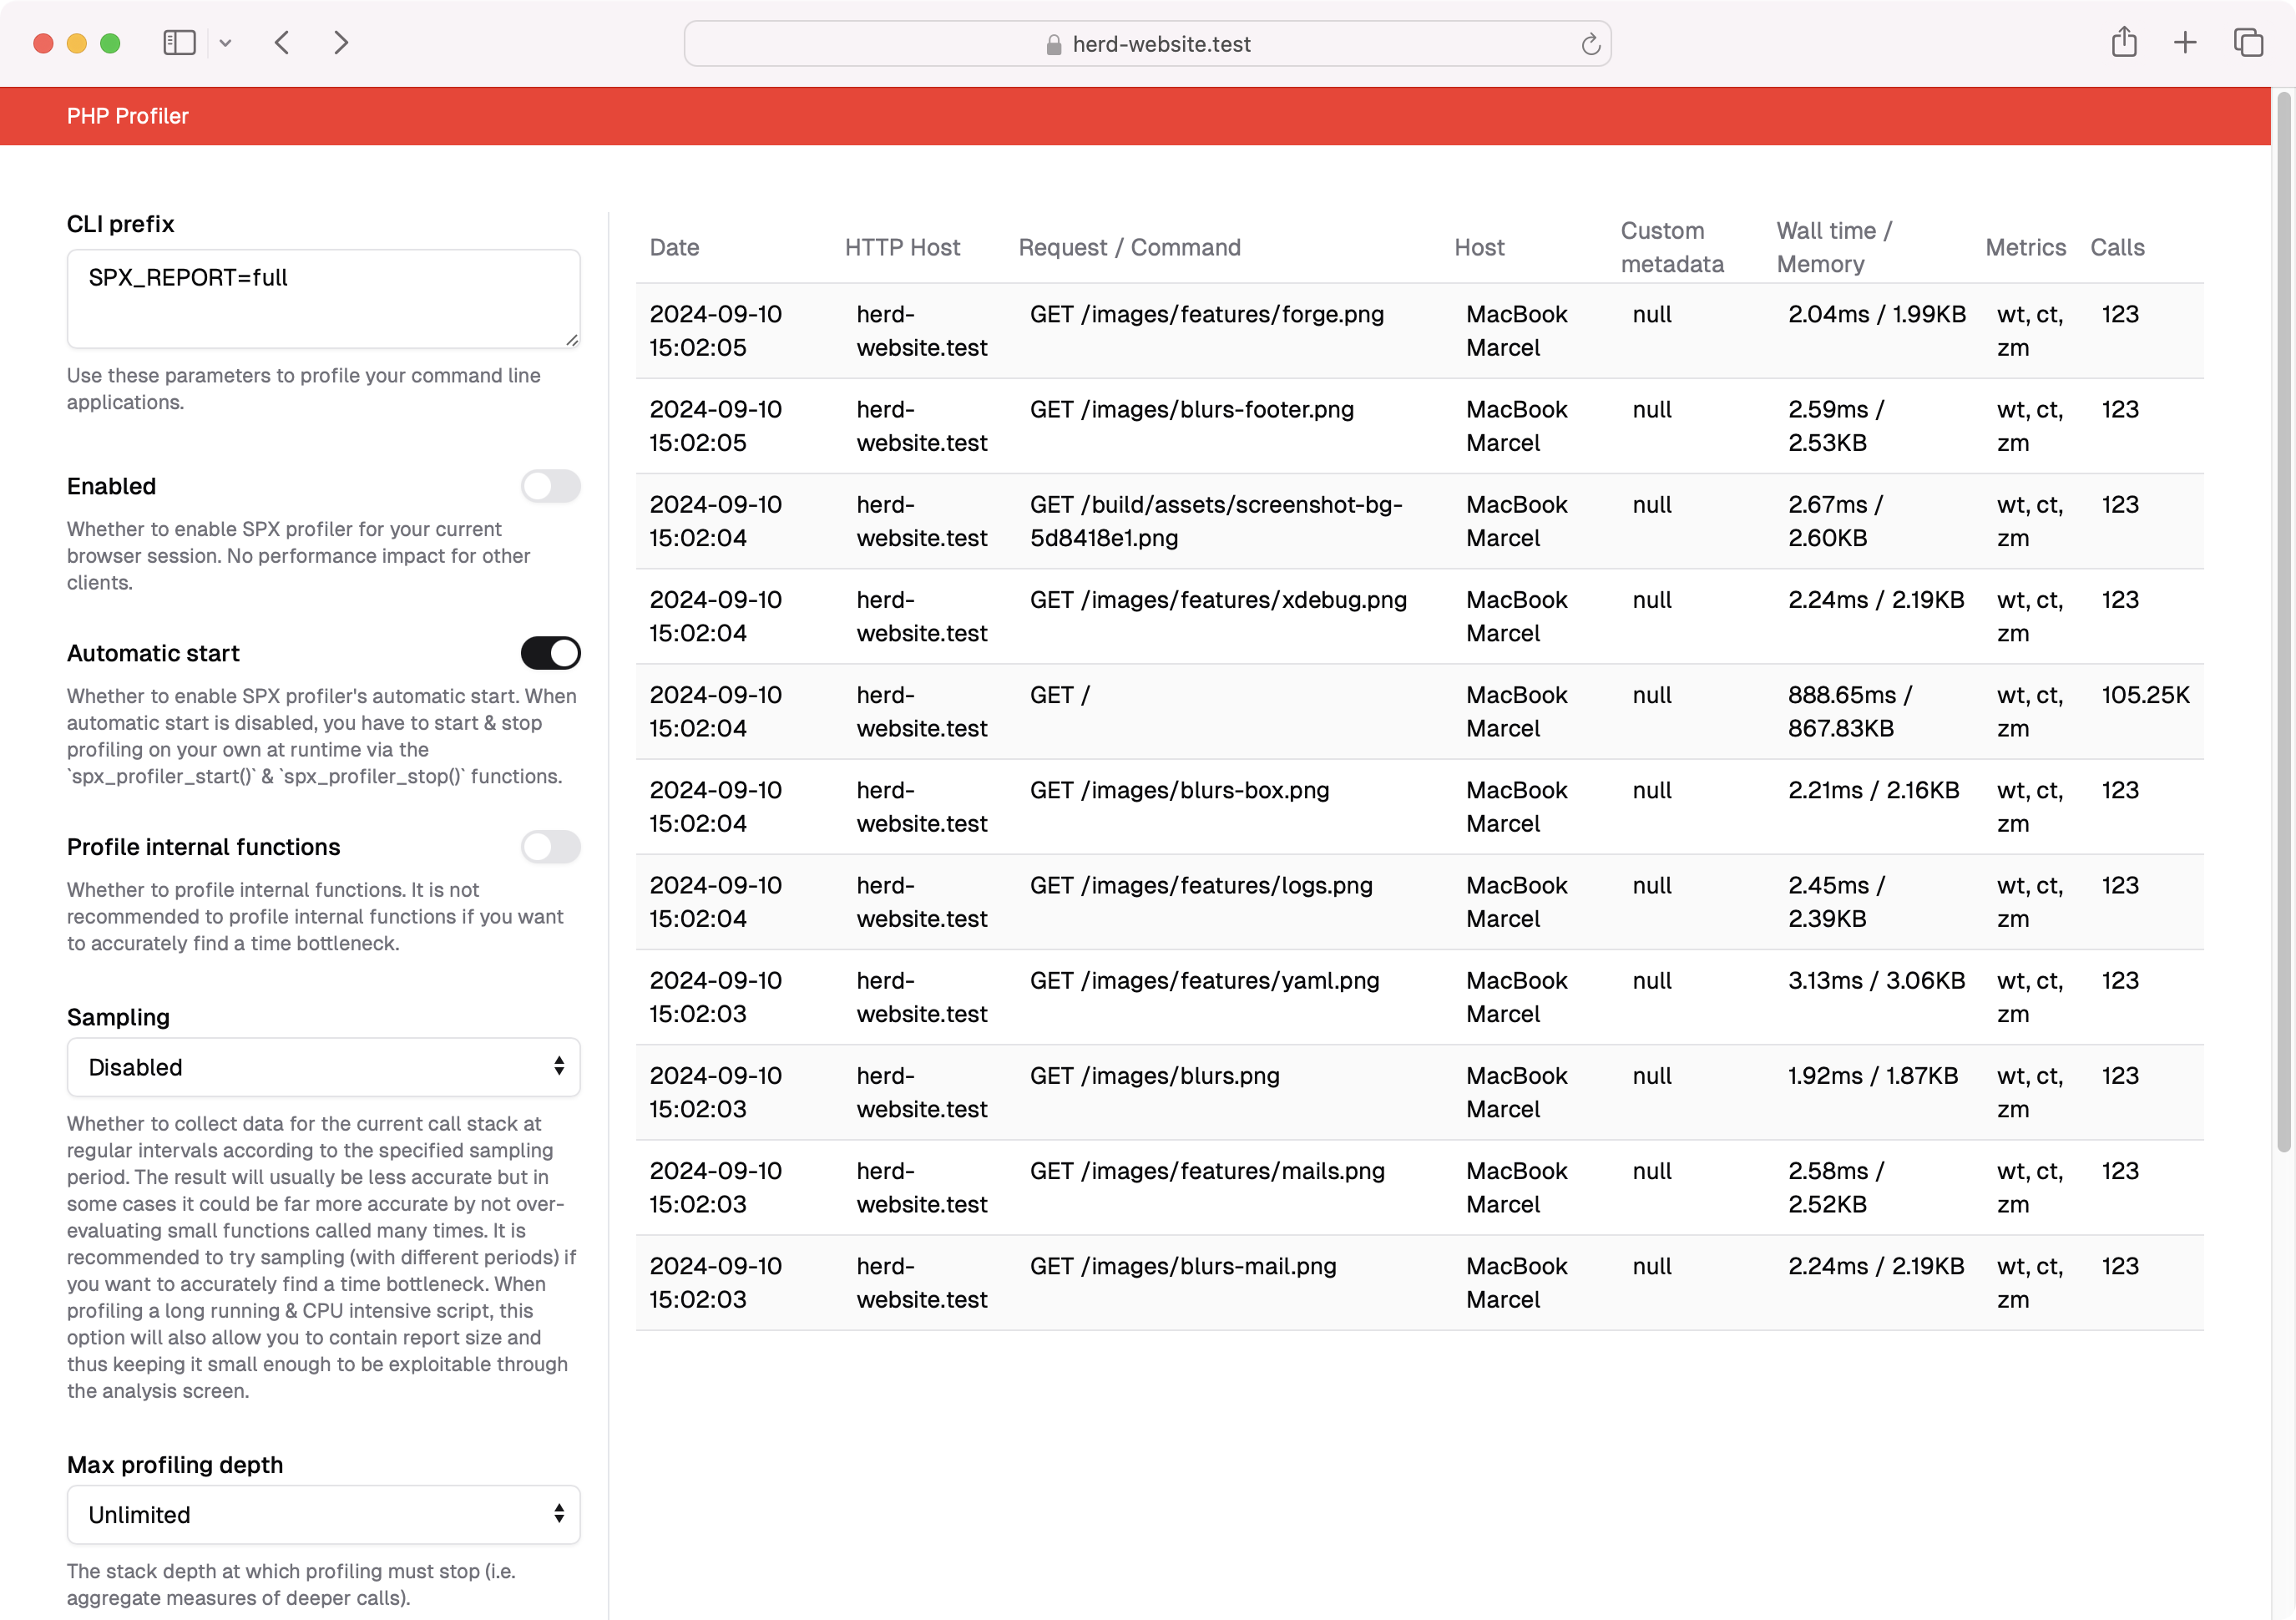 herd-website.test
PHP Profiler
CLI prefix
SPX_REPORT=full
Use these parameters to profile your command line
applications.
Enabled
Whether to enable SPX profiler for your current
browser session. No performance impact for other
clients.
Automatic start
Whether to enable SPX profiler's automatic start. When
automatic start is disabled, you have to start & stop
profiling on your own at runtime via the
`spx_profiler_start()` & `spx_profiler_stop()` functions.
Profile internal functions
Whether to profile internal functions. It is not
recommended to profile internal functions if you want
to accurately find a time bottleneck.
Sampling
Disabled
Whether to collect data for the current call stack at
regular intervals according to the specified sampling
period. The result will usually be less accurate but in
some cases it could be far more accurate by not over-
evaluating small functions called many times. It is
recommended to try sampling (with different periods) if
you want to accurately find a time bottleneck. When
profiling a long running & CPU intensive script, this
option will also allow you to contain report size and
thus keeping it small enough to be exploitable through
the analysis screen.
Max profiling depth
Unlimited
The stack depth at which profiling must stop (i.e.
aggregate measures of deeper calls).
Custom Wall time /
Date HTTP Host Request / Command Host metadata Memory Metrics Calls
2024-09-10 herd- GET /images/features/forge.png MacBook null 2.04ms / 1.99KB wt, ct, 123
15:02:05 website.test Marcel zm
2024-09-10 herd- GET /images/blurs-footer.png MacBook null 2.59ms / wt, ct, 123
15:02:05 website.test Marcel 2.53KB zm
2024-09-10 herd- GET /build/assets/screenshot-bg- MacBook null 2.67ms / wt, ct, 123
15:02:04 website.test 5d8418e1.png Marcel 2.60KB zm
2024-09-10 herd- GET /images/features/xdebug.png MacBook null 2.24ms / 2.19KB wt, ct, 123
15:02:04 website.test Marcel zm
2024-09-10 herd- GET / MacBook null 888.65ms / wt, ct, 105.25K
15:02:04 website.test Marcel 867.83KB zm
2024-09-10 herd- GET /images/blurs-box.png MacBook null 2.21ms / 2.16KB wt, ct, 123
15:02:04 website.test Marcel zm
2024-09-10 herd- GET /images/features/logs.png MacBook null 2.45ms / wt, ct, 123
15:02:04 website.test Marcel 2.39KB zm
2024-09-10 herd- GET /images/features/yaml.png MacBook null 3.13ms / 3.06KB wt, ct, 123
15:02:03 website.test Marcel zm
2024-09-10 herd- GET /images/blurs.png MacBook null 1.92ms / 1.87KB wt, ct, 123
15:02:03 website.test Marcel zm
2024-09-10 herd- GET /images/features/mails.png MacBook null 2.58ms / wt, ct, 123
15:02:03 website.test Marcel 2.52KB zm
2024-09-10 herd- GET /images/blurs-mail.png MacBook null 2.24ms / 2.19KB wt, ct, 123
15:02:03 website.test Marcel zm